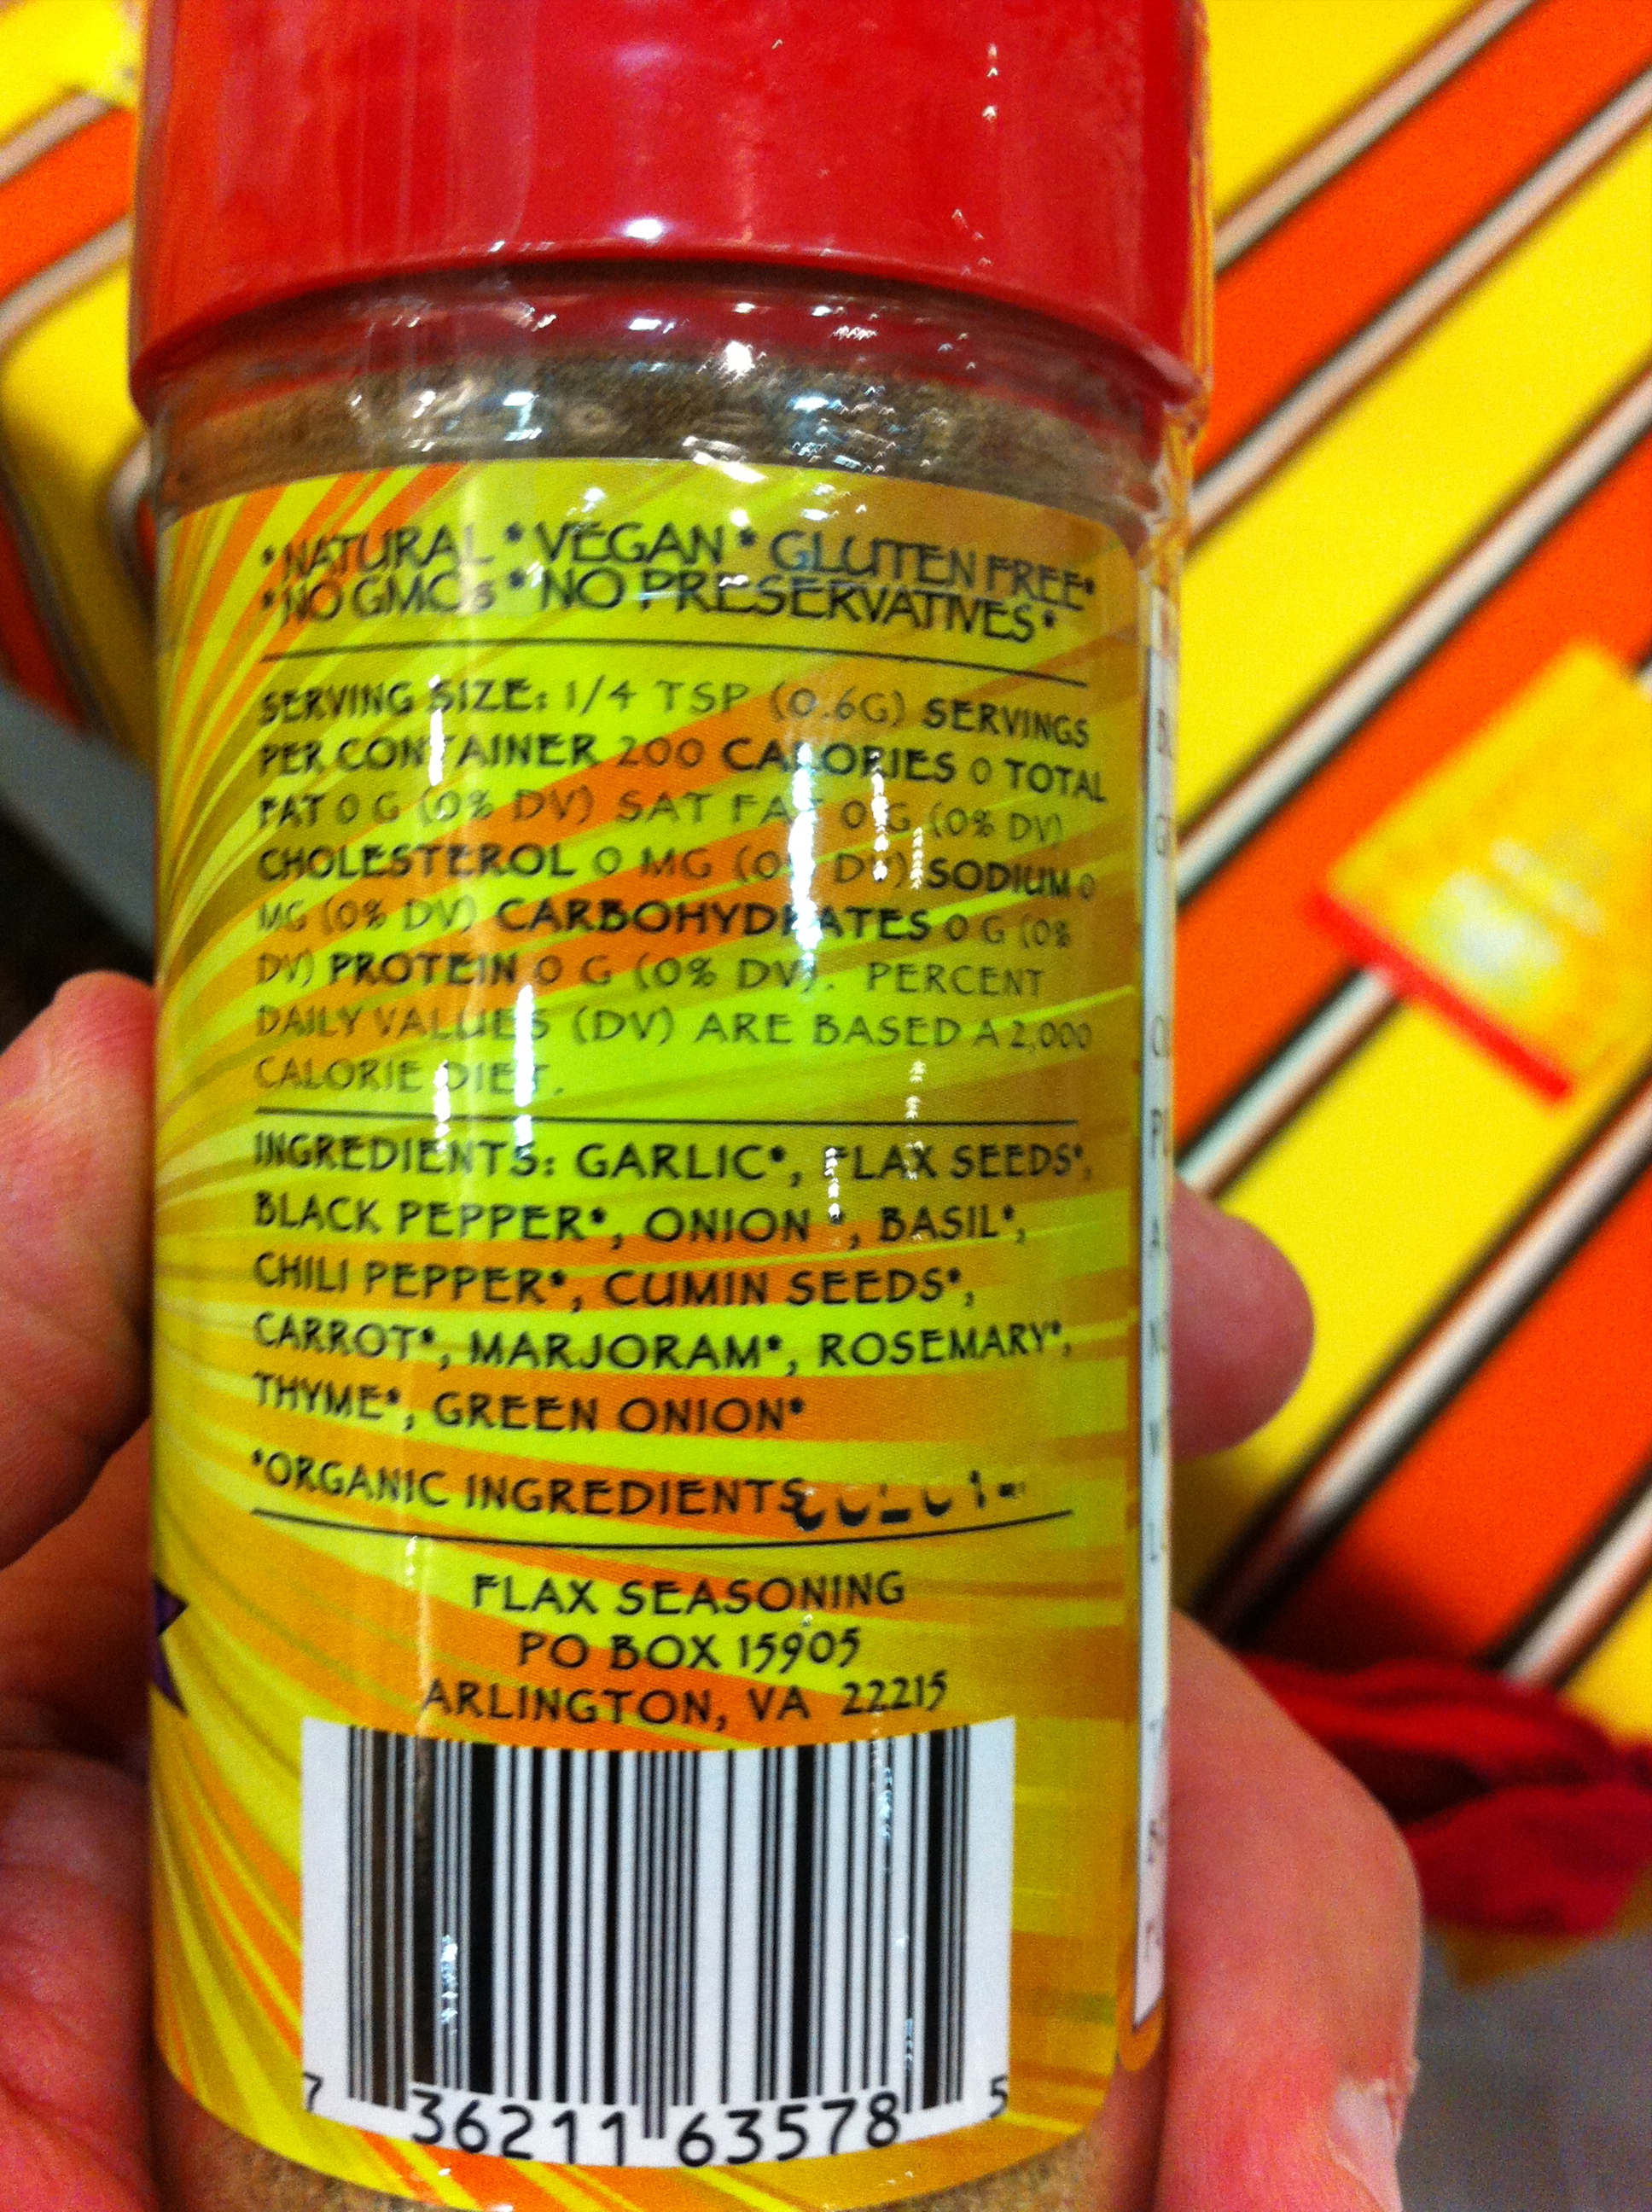 *NATURAL*VEGAN*GLUTEN FREE*
*NO GMOs*NO PRESERVATIVES*
SERVING SIZE: 1/4 TSP (0.6G) SERVINGS
PER CONTAINER 200 CALORIES 0 TOTAL
FAT 0 G (0% DV) SAT FAT 0 G (0% DV)
CHOLESTEROL 0 MG (0% DV) SODIUM 0
MG (0% DV) CARBOHYDRATES 0 G (0%
DV) PROTEIN 0 G (0% DV). PERCENT
DAILY VALUES (DV) ARE BASED A 2,000
CALORIE DIET.
INGREDIENTS: GARLIC*, FLAX SEEDS*,
BLACK PEPPER*, ONION *, BASIL*,
CHILI PEPPER*, CUMIN SEEDS*,
CARROT*, MARJORAM*, ROSEMARY*,
THYME*, GREEN ONION*
*ORGANIC INGREDIENTS
FLAX SEASONING
PO BOX 15905
ARLINGTON, VA 22215
7 36211 63578 5